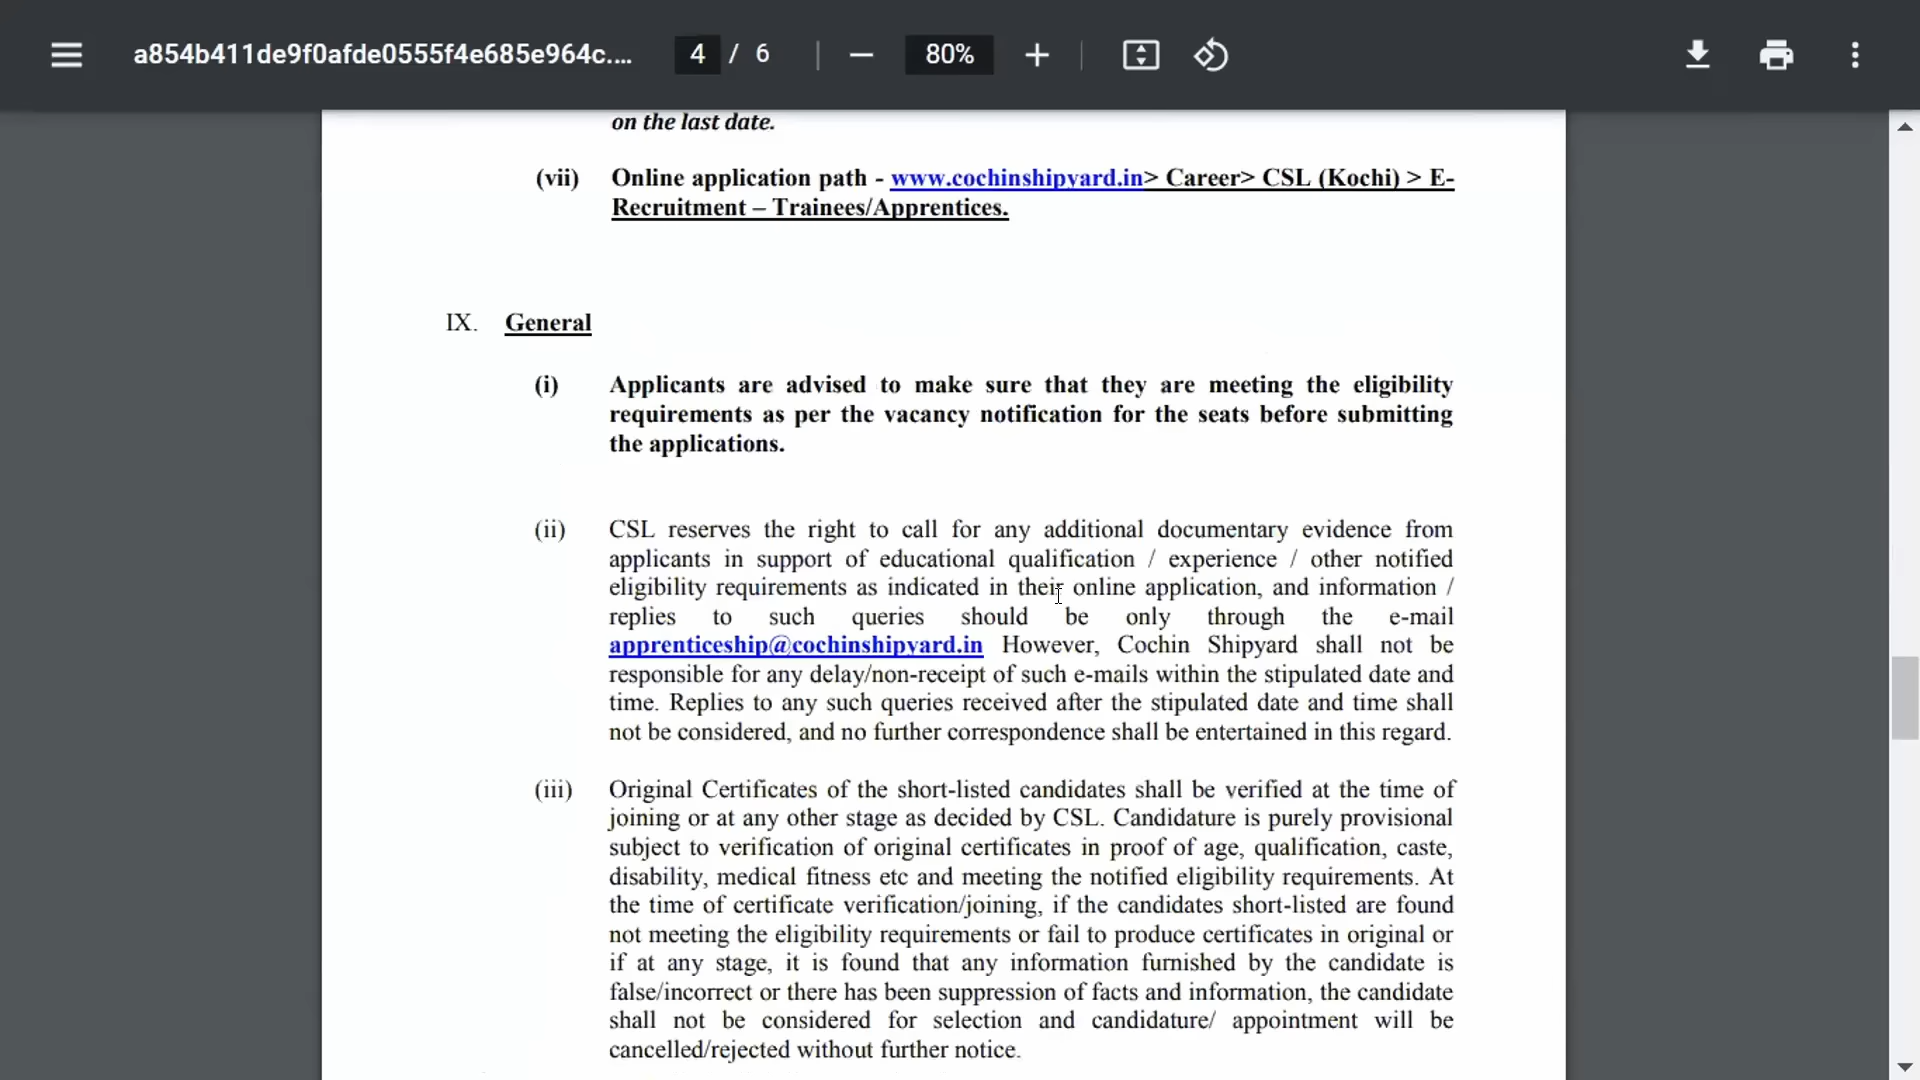 a854b411de9f0afde0555f4e685e964c.... 4 / 6 80%
on the last date.
(vii) Online application path - www.cochinshipyard.in> Career> CSL (Kochi) > E-
Recruitment – Trainees/Apprentices.
IX. General
(i) Applicants are advised to make sure that they are meeting the eligibility
requirements as per the vacancy notification for the seats before submitting
the applications.
(ii) CSL reserves the right to call for any additional documentary evidence from
applicants in support of educational qualification / experience / other notified
eligibility requirements as indicated in their online application, and information /
replies to such queries should be only through the e-mail
apprenticeship@cochinshipyard.in However, Cochin Shipyard shall not be
responsible for any delay/non-receipt of such e-mails within the stipulated date and
time. Replies to any such queries received after the stipulated date and time shall
not be considered, and no further correspondence shall be entertained in this regard.
(iii) Original Certificates of the short-listed candidates shall be verified at the time of
joining or at any other stage as decided by CSL. Candidature is purely provisional
subject to verification of original certificates in proof of age, qualification, caste,
disability, medical fitness etc and meeting the notified eligibility requirements. At
the time of certificate verification/joining, if the candidates short-listed are found
not meeting the eligibility requirements or fail to produce certificates in original or
if at any stage, it is found that any information furnished by the candidate is
false/incorrect or there has been suppression of facts and information, the candidate
shall not be considered for selection and candidature/ appointment will be
cancelled/rejected without further notice.